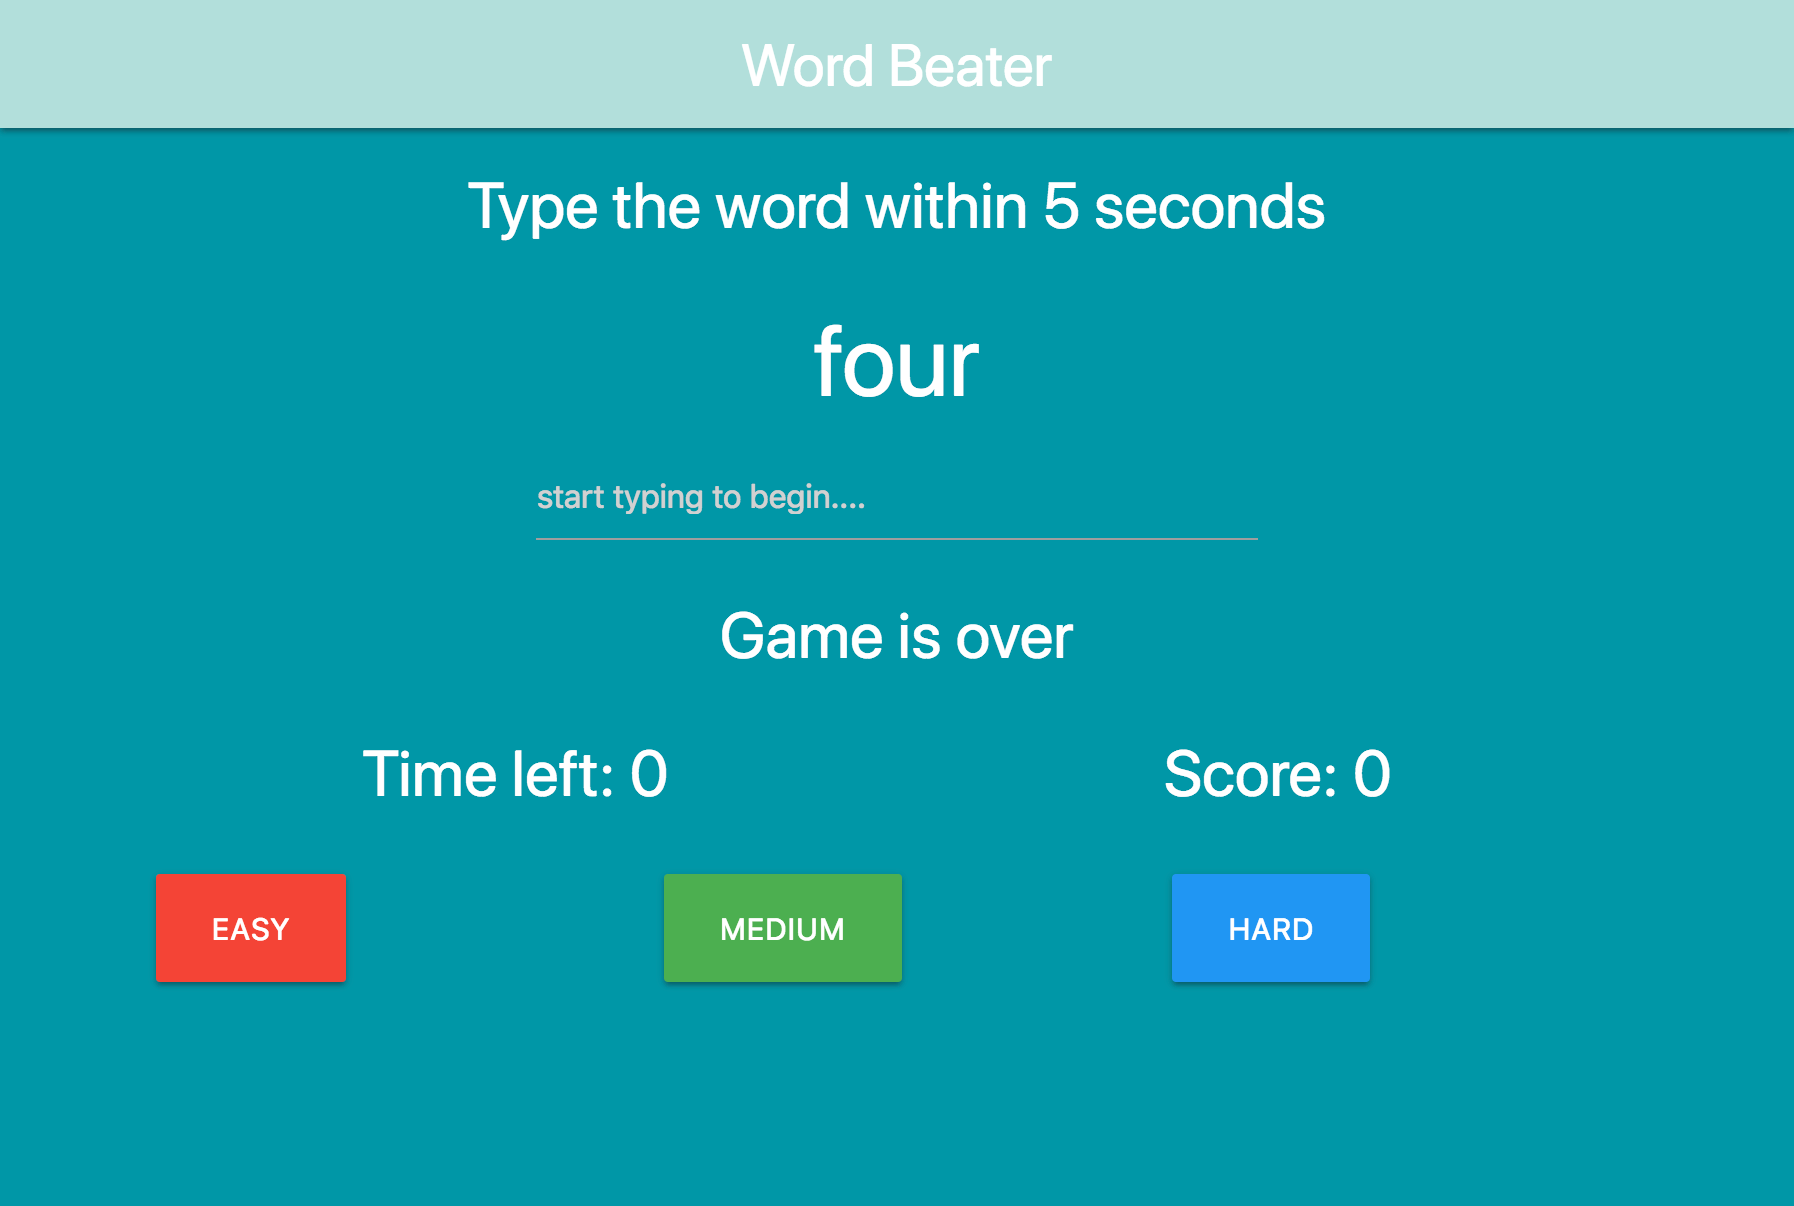 Word Beater
Type the word within 5 seconds
four
start typing to begin....
Game is over
Time left: 0
Score: 0
EASY
MEDIUM
HARD